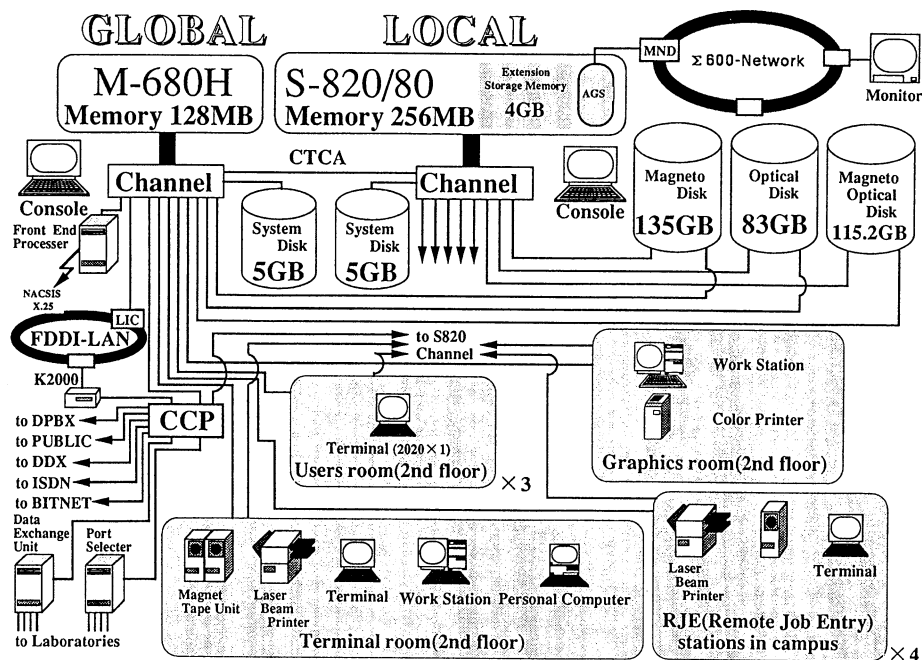 GLOBAL
LOCAL
M-680H
Memory 128MB
S-820/80
Memory 256MB
Extension
Storage Memory
4GB
AGS
MND
Σ600-Network
Monitor
CTCA
Channel
Channel
Console
Console
Front End
Processer
NACSIS
X.25
System
Disk
5GB
System
Disk
5GB
Magneto
Disk
135GB
Optical
Disk
83GB
Magneto
Optical
Disk
115.2GB
LIC
FDDI-LAN
K2000
CCP
to DPBX
to PUBLIC
to DDX
to ISDN
to BITNET
Data
Exchange
Unit
Port
Selecter
to Laboratories
to S820
Channel
Terminal (2020×1)
Users room(2nd floor)
×3
Work Station
Color Printer
Graphics room(2nd floor)
Magnet
Tape Unit
Laser
Beam
Printer
Terminal
Work Station
Personal Computer
Terminal room(2nd floor)
Laser
Beam
Printer
Terminal
RJE(Remote Job Entry)
stations in campus
×4